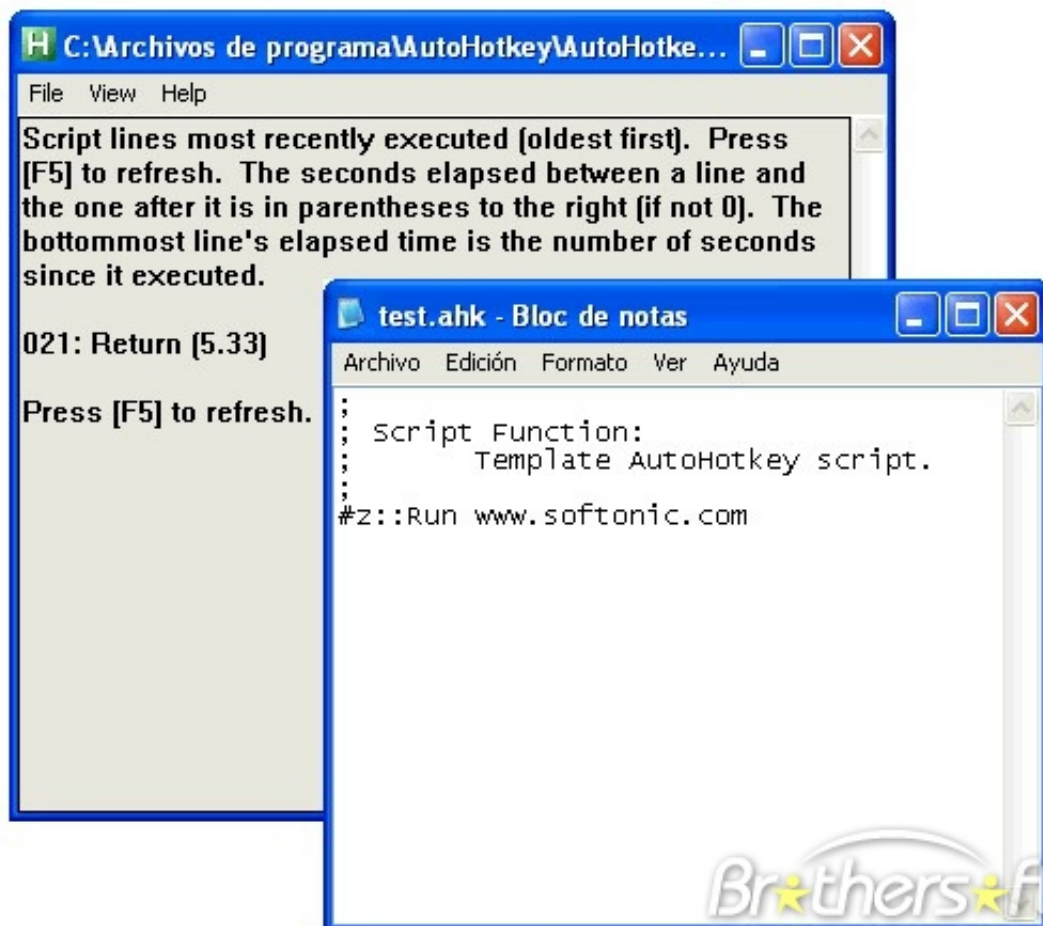 C:\Archivos de programa\AutoHotkey\AutoHotke...
File View Help
Script lines most recently executed (oldest first). Press
[F5] to refresh. The seconds elapsed between a line and
the one after it is in parentheses to the right (if not 0). The
bottommost line's elapsed time is the number of seconds
since it executed.
021: Return (5.33)
Press [F5] to refresh.
test.ahk - Bloc de notas
Archivo Edición Formato Ver Ayuda
;
; Script Function:
; Template AutoHotkey script.
;
#z::Run www.softonic.com
Brothers f